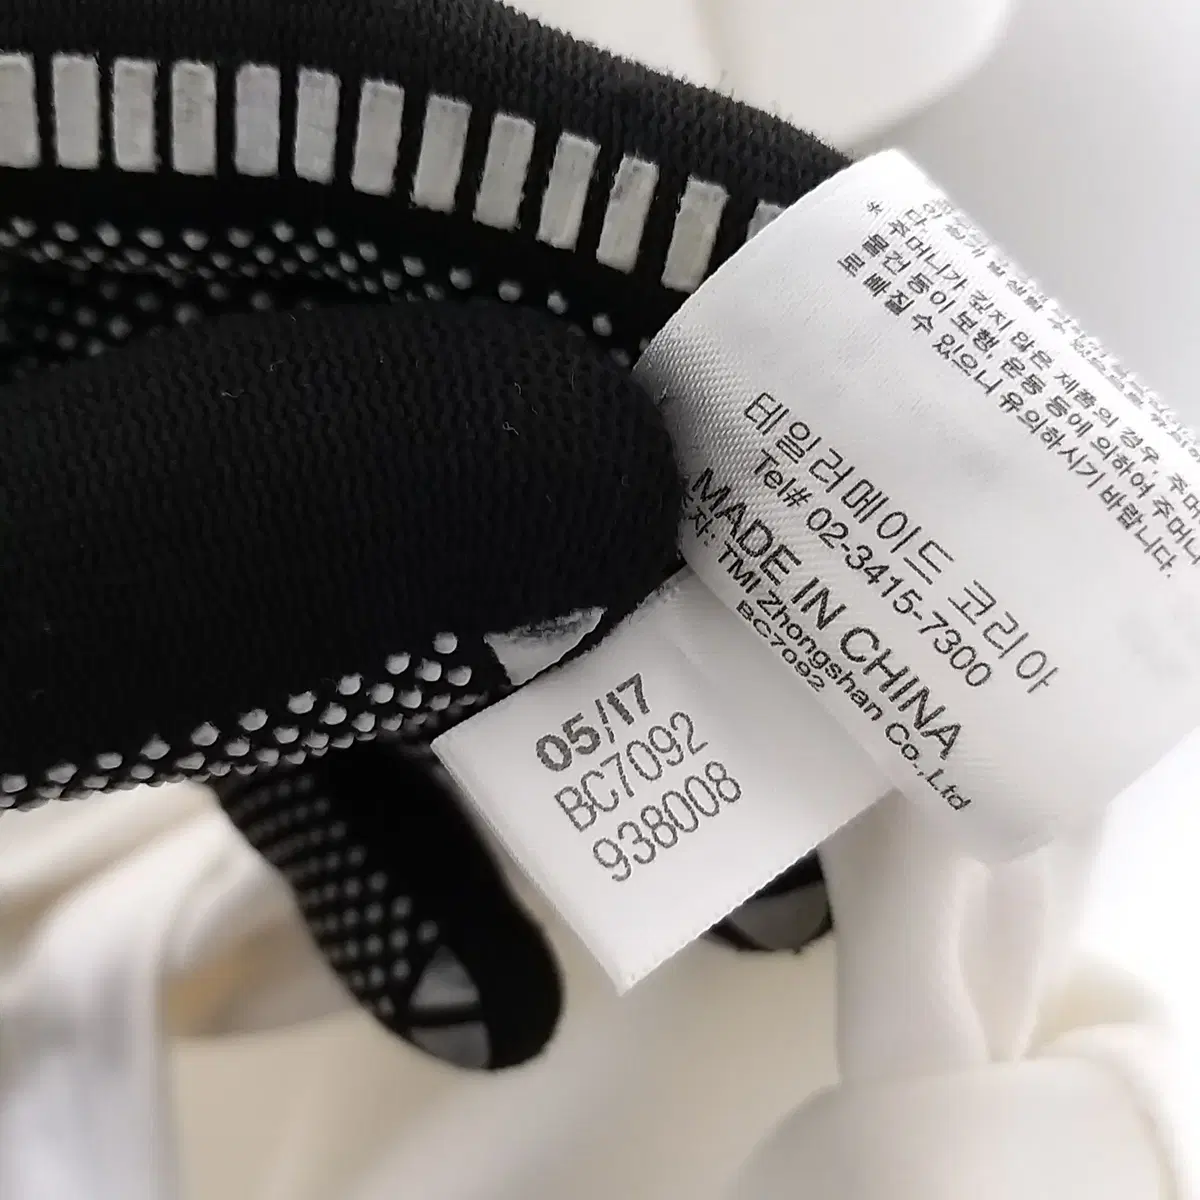 부머니가 깊지 않은 제품의 경우, 주머
물건 등이 보행, 운동 등에 의하여 주머니
로 빠질 수 있으니 유의하시기 바랍니다.
테일러메이드 코리아
Tel# 02-3415-7300
MADE IN CHINA
자: TMI Zhongshan Co.,Ltd
BC7092
05/17
BC7092
938008